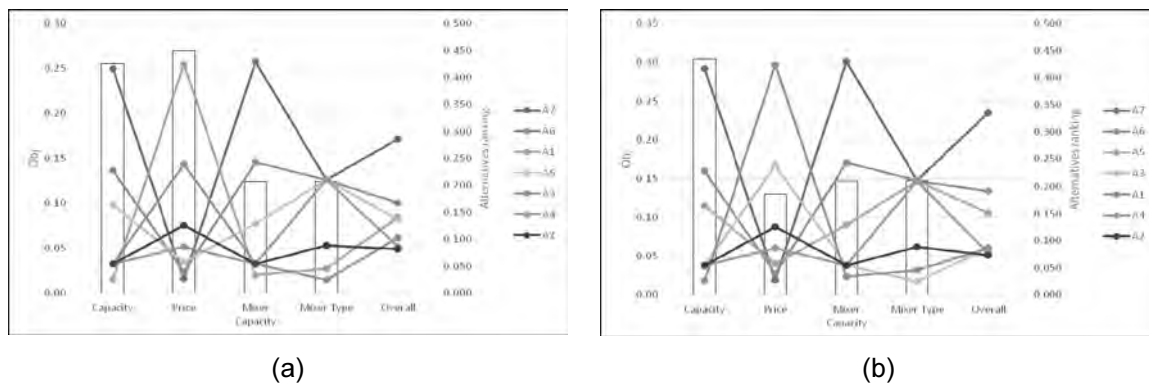 0.30
0.25
0.20
0.15
0.10
0.05
0.00
Obj
Capacity
Price
Mixer
Capacity
Mixer Type
Overall
0.500
0.450
0.400
0.350
0.300
0.250
0.200
0.150
0.100
0.050
0.000
Alternatives ranking
A7
A6
A1
A4
(a)
0.35
0.30
0.25
0.20
0.15
0.10
0.05
0.00
Obj
Capacity
Price
Mixer
Capacity
Mixer Type
Overall
0.500
0.450
0.400
0.350
0.300
0.250
0.200
0.150
0.100
0.050
0.000
Alternatives ranking
A7
A6
A5
A3
A1
A4
A2
(b)